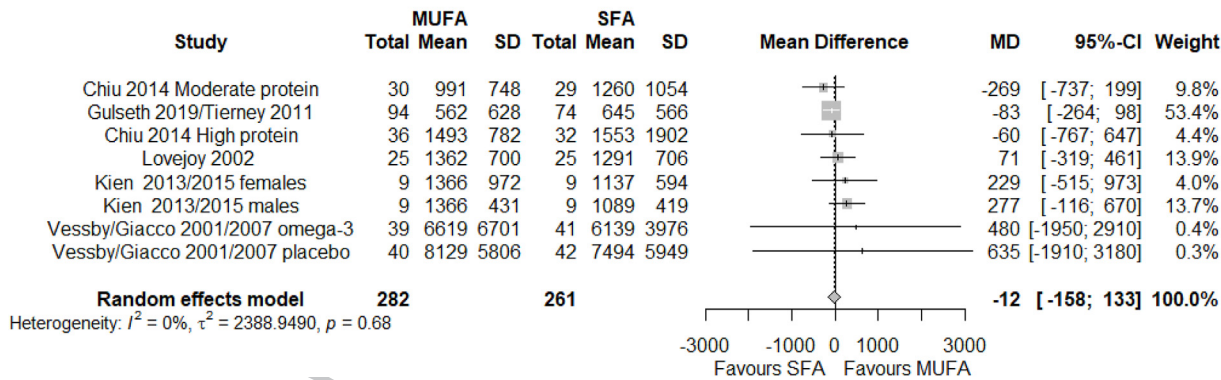 MUFA SFA
Study Total Mean SD Total Mean SD Mean Difference MD 95%-CI Weight
Chiu 2014 Moderate protein 30 991 748 29 1260 1054 -269 [-737; 199] 9.8%
Gulseth 2019/Tierney 2011 94 562 628 74 645 566 -83 [-264; 98] 53.4%
Chiu 2014 High protein 36 1493 782 32 1553 1902 -60 [-767; 647] 4.4%
Lovejoy 2002 25 1362 700 25 1291 706 71 [-319; 461] 13.9%
Kien 2013/2015 females 9 1366 972 9 1137 594 229 [-515; 973] 4.0%
Kien 2013/2015 males 9 1366 431 9 1089 419 277 [-116; 670] 13.7%
Vessby/Giacco 2001/2007 omega-3 39 6619 6701 41 6139 3976 480 [-1950; 2910] 0.4%
Vessby/Giacco 2001/2007 placebo 40 8129 5806 42 7494 5949 635 [-1910; 3180] 0.3%
Random effects model 282 261 -12 [-158; 133] 100.0%
Heterogeneity: I² = 0%, τ² = 2388.9490, p = 0.68
-3000 -1000 0 1000 3000
Favours SFA Favours MUFA